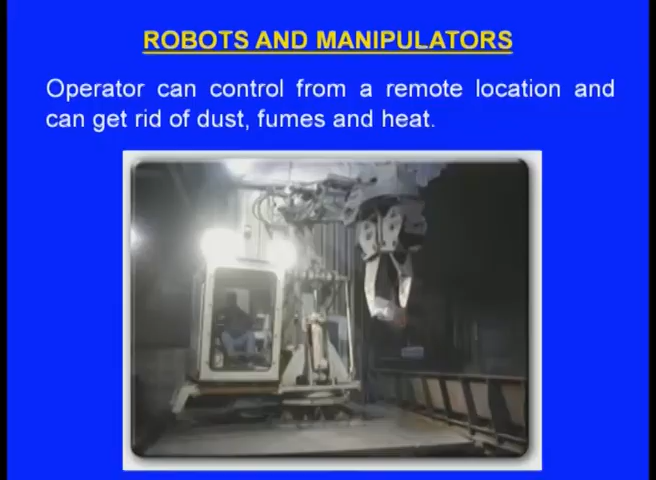 ROBOTS AND MANIPULATORS
Operator can control from a remote location and
can get rid of dust, fumes and heat.